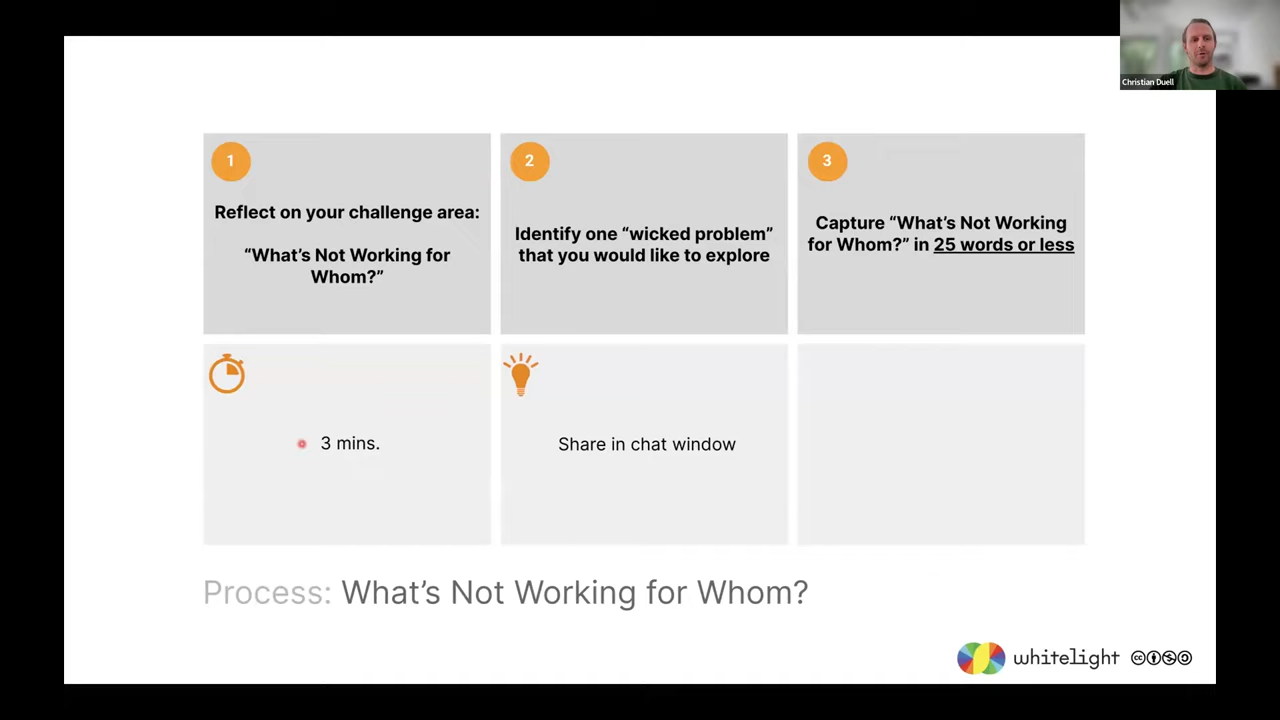 Christian Duell
1
Reflect on your challenge area:
“What’s Not Working for
Whom?”
2
Identify one “wicked problem”
that you would like to explore
3
Capture “What’s Not Working
for Whom?” in 25 words or less
3 mins.
Share in chat window
Process: What’s Not Working for Whom?
whitelight
cc